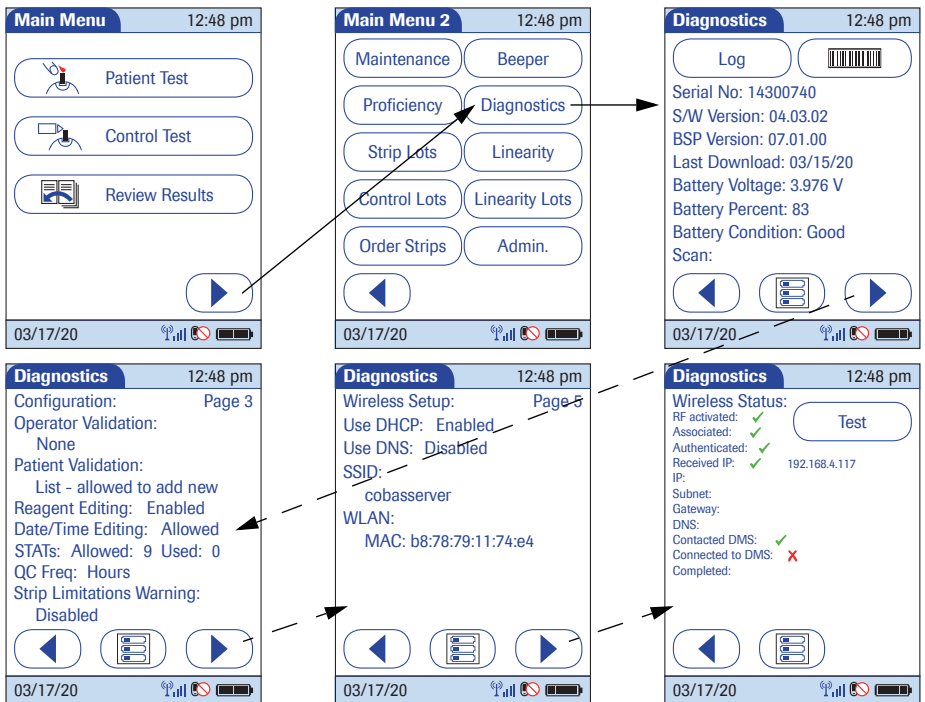 Main Menu 12:48 pm
Patient Test
Control Test
Review Results
03/17/20
Main Menu 2 12:48 pm
Maintenance Beeper
Proficiency Diagnostics
Strip Lots Linearity
Control Lots Linearity Lots
Order Strips Admin.
03/17/20
Diagnostics 12:48 pm
Log
Serial No: 14300740
S/W Version: 04.03.02
BSP Version: 07.01.00
Last Download: 03/15/20
Battery Voltage: 3.976 V
Battery Percent: 83
Battery Condition: Good
Scan:
03/17/20
Diagnostics 12:48 pm
Configuration: Page 3
Operator Validation:
None
Patient Validation:
List - allowed to add new
Reagent Editing: Enabled
Date/Time Editing: Allowed
STATs: Allowed: 9 Used: 0
QC Freq: Hours
Strip Limitations Warning:
Disabled
03/17/20
Diagnostics 12:48 pm
Wireless Setup: Page 5
Use DHCP: Enabled
Use DNS: Disabled
SSID:
cobasserver
WLAN:
MAC: b8:78:79:11:74:e4
03/17/20
Diagnostics 12:48 pm
Wireless Status:
RF activated: ✓
Test
Associated: ✓
Authenticated: ✓
Received IP: ✓ 192.168.4.117
IP:
Subnet:
Gateway:
DNS:
Contacted DMS: ✓
Connected to DMS: ✗
Completed:
03/17/20